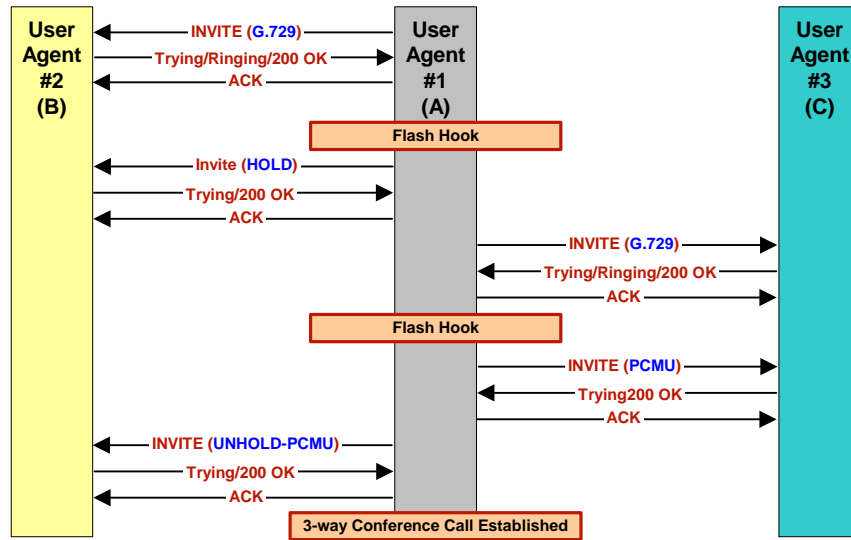 User
Agent
#2
(B)
User
Agent
#1
(A)
User
Agent
#3
(C)
INVITE (G.729)
Trying/Ringing/200 OK
ACK
Flash Hook
Invite (HOLD)
Trying/200 OK
ACK
INVITE (G.729)
Trying/Ringing/200 OK
ACK
Flash Hook
INVITE (PCMU)
Trying200 OK
ACK
INVITE (UNHOLD-PCMU)
Trying/200 OK
ACK
3-way Conference Call Established